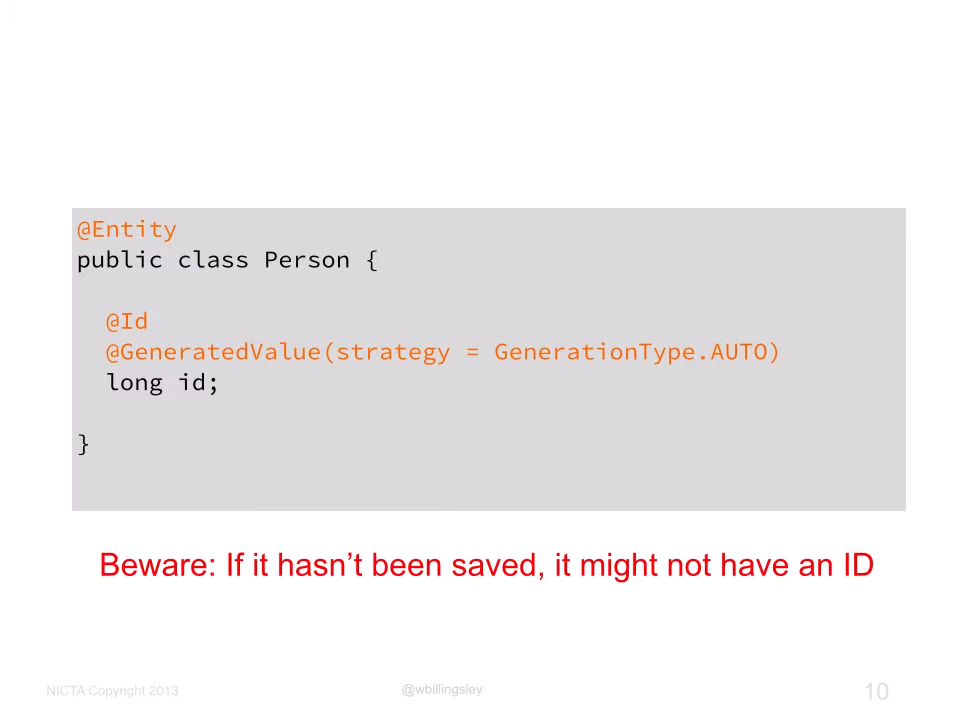 @Entity
public class Person {
@Id
@GeneratedValue(strategy = GenerationType.AUTO)
long id;
}
Beware: If it hasn’t been saved, it might not have an ID
NICTA Copyright 2013
@wbillingsley
10